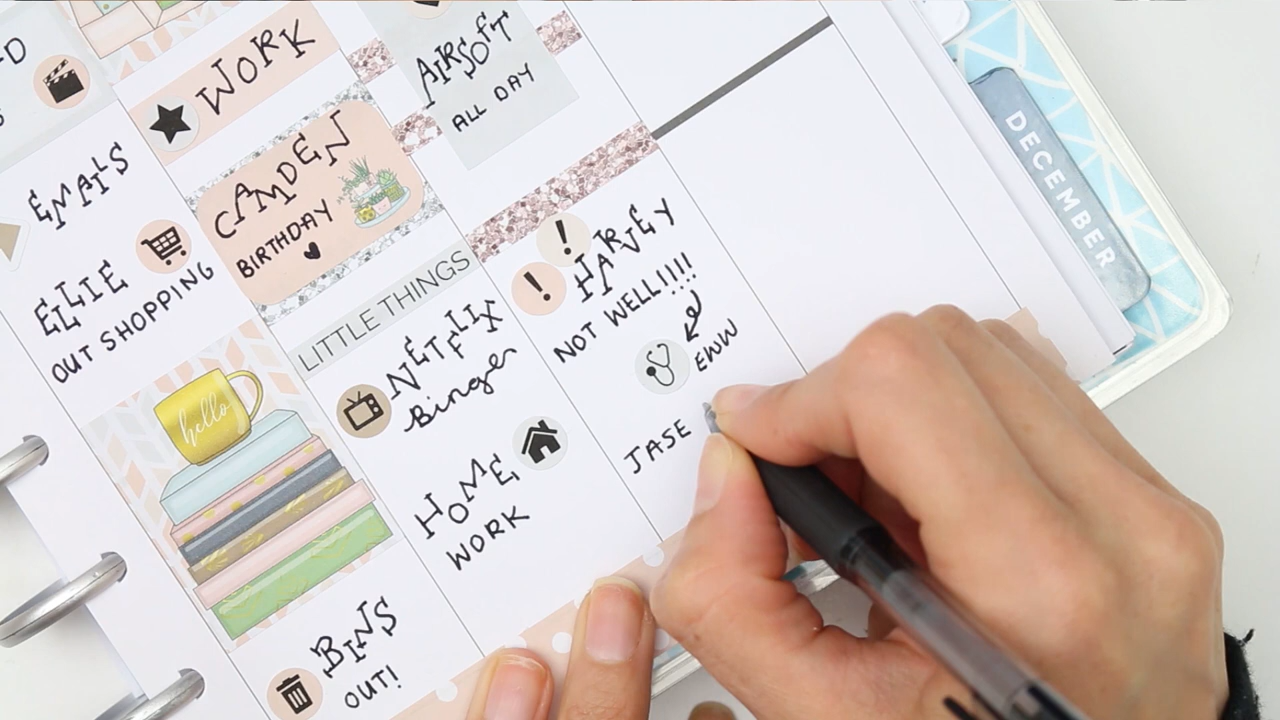 WORK
EMAILS
ELLIE
OUT SHOPPING
hello
BINS
OUT!
CAMDEN
BIRTHDAY
LITTLE THINGS
NETFLIX
Binge
HOME
WORK
AIRSOFT
ALL DAY
HARVEY
NOT WELL!!!!
EWW
JASE
DECEMBER